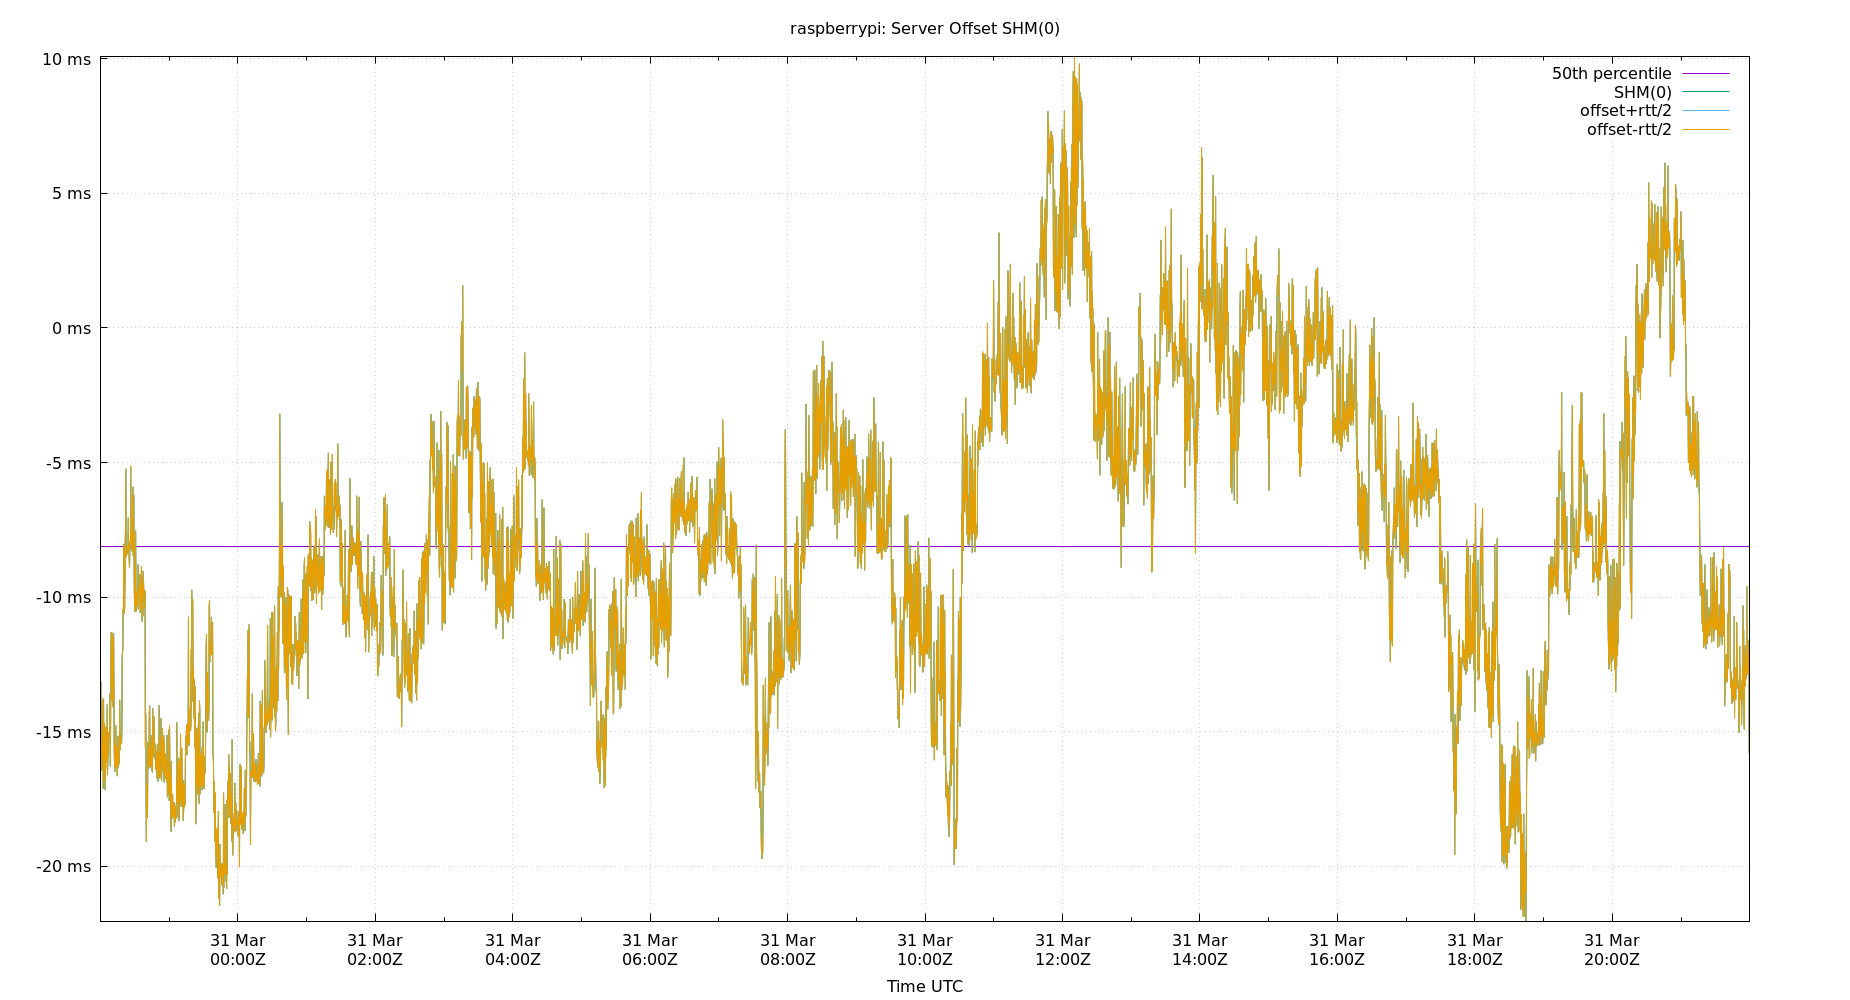 raspberrypi: Server Offset SHM(0)
10 ms
5 ms
0 ms
-5 ms
-10 ms
-15 ms
-20 ms
50th percentile
SHM(0)
offset+rtt/2
offset-rtt/2
31 Mar 31 Mar 31 Mar 31 Mar 31 Mar 31 Mar 31 Mar 31 Mar 31 Mar 31 Mar 31 Mar
00:00Z 02:00Z 04:00Z 06:00Z 08:00Z 10:00Z 12:00Z 14:00Z 16:00Z 18:00Z 20:00Z
Time UTC